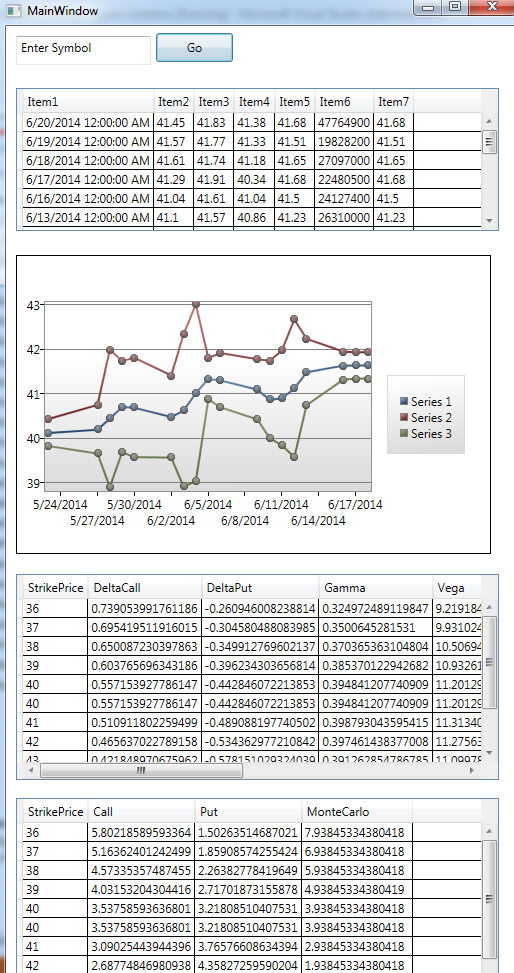 MainWindow
Enter Symbol Go
Item1 Item2 Item3 Item4 Item5 Item6 Item7
6/20/2014 12:00:00 AM 41.45 41.83 41.38 41.68 47764900 41.68
6/19/2014 12:00:00 AM 41.57 41.77 41.33 41.51 19828200 41.51
6/18/2014 12:00:00 AM 41.61 41.74 41.18 41.65 27097000 41.65
6/17/2014 12:00:00 AM 41.29 41.91 40.34 41.68 22480500 41.68
6/16/2014 12:00:00 AM 41.04 41.61 41.04 41.5 24127400 41.5
6/13/2014 12:00:00 AM 41.1 41.57 40.86 41.23 26310000 41.23
43
42
41
40
39
Series 1
Series 2
Series 3
5/24/2014 5/30/2014 6/5/2014 6/11/2014 6/17/2014
5/27/2014 6/2/2014 6/8/2014 6/14/2014
StrikePrice DeltaCall DeltaPut Gamma Vega
36 0.739053991761186 -0.260946008238814 0.324972489119847 9.219184
37 0.695419511916015 -0.304580488083985 0.3500645281531 9.931024
38 0.650087230397863 -0.349912769602137 0.370365363104804 10.50694
39 0.603765696343186 -0.396234303656814 0.385370122942682 10.93261
40 0.557153927786147 -0.442846072213853 0.394841207740909 11.20129
40 0.557153927786147 -0.442846072213853 0.394841207740909 11.20129
41 0.510911802259499 -0.489088197740502 0.398793043595415 11.31340
42 0.465637022789158 -0.534362977210842 0.397461438377008 11.27563
43 0.421848970675962 -0.578151029324039 0.391262854786785 11.09978
StrikePrice Call Put MonteCarlo
36 5.80218589593364 1.50263514687021 7.93845334380418
37 5.16362401242499 1.85908574255424 6.93845334380418
38 4.57335357487455 2.26382778419649 5.93845334380418
39 4.03153204304416 2.71701873155878 4.93845334380419
40 3.53758593636801 3.21808510407531 3.93845334380418
40 3.53758593636801 3.21808510407531 3.93845334380418
41 3.09025443944396 3.76576608634394 2.93845334380418
42 2.68774846980938 4.35827259590204 1.93845334380418